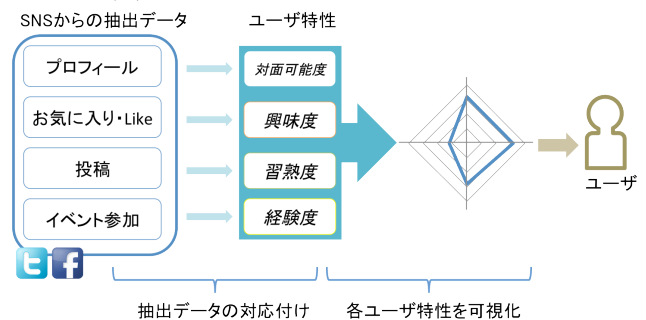 SNSからの抽出データ
ユーザ特性
プロフィール
対面可能度
お気に入り・Like
興味度
投稿
習熟度
イベント参加
経験度
ユーザ
抽出データの対応付け
各ユーザ特性を可視化